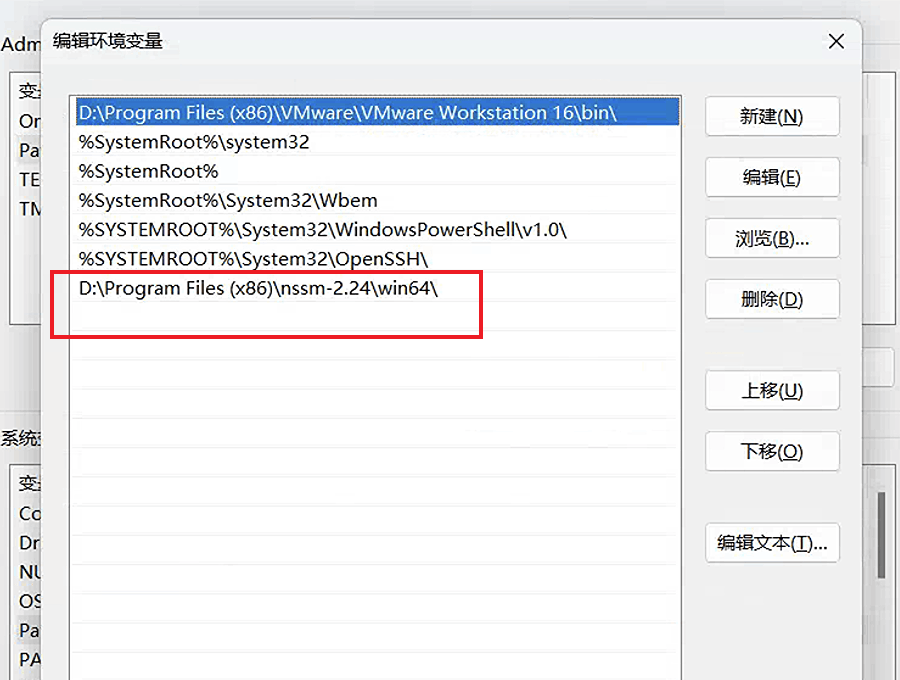 编辑环境变量
D:\Program Files (x86)\VMware\VMware Workstation 16\bin\
%SystemRoot%\system32
%SystemRoot%
%SystemRoot%\System32\Wbem
%SYSTEMROOT%\System32\WindowsPowerShell\v1.0\
%SYSTEMROOT%\System32\OpenSSH\
D:\Program Files (x86)\nssm-2.24\win64\
新建(N)
编辑(E)
浏览(B)...
删除(D)
上移(U)
下移(O)
编辑文本(T)...
Adm
Or
Pa
TE
TM
系统
Co
Dr
NU
OS
Pa
PA